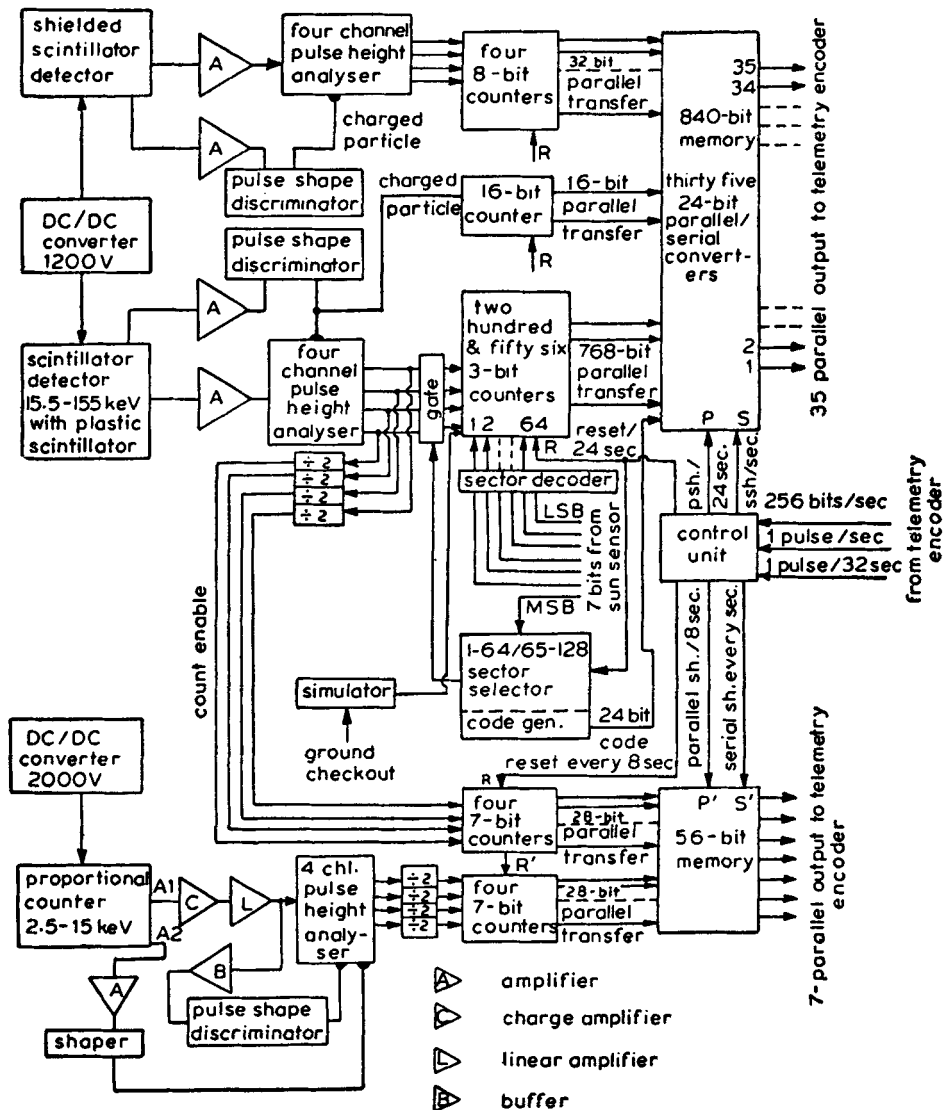 shielded
scintillator
detector
A
four channel
pulse height
analyser
four
8-bit
counters
32 bit
parallel
transfer
35
34
840-bit
memory
thirty five
24-bit
parallel/
serial
convert-
ers
2
1
P S
35 parallel output to telemetry encoder
A
charged
particle
R
pulse shape
discriminator
charged
particle
16-bit
counter
16-bit
parallel
transfer
R
DC/DC
converter
1200V
pulse shape
discriminator
A
scintillator
detector
15.5-155 keV
with plastic
scintillator
A
four
channel
pulse
height
analyser
gate
two
hundred
& fifty six
3-bit
counters
1 2 64
R
768-bit
parallel
transfer
reset/
24 sec.
÷2
÷2
÷2
÷2
sector decoder
LSB
7 bits from
sun sensor
MSB
psh./
24 sec.
ssh/sec.
control
unit
256 bits/sec
1 pulse/sec
1 pulse/32 sec
from telemetry
encoder
count enable
1-64/65-128
sector
selector
code gen.
24 bit
code
reset every 8sec
simulator
ground
checkout
parallel sh./8 sec.
serial sh. every sec.
DC/DC
converter
2000V
R
four
7-bit
counters
28-bit
parallel
transfer
P' S'
56-bit
memory
7-parallel output to telemetry
encoder
R'
proportional
counter
2.5-15 keV
A1
A2
C
L
4 chl.
pulse
height
analy-
ser
÷2
÷2
÷2
÷2
four
7-bit
counters
28-bit
parallel
transfer
B
A
pulse shape
discriminator
shaper
A amplifier
C charge amplifier
L linear amplifier
B buffer